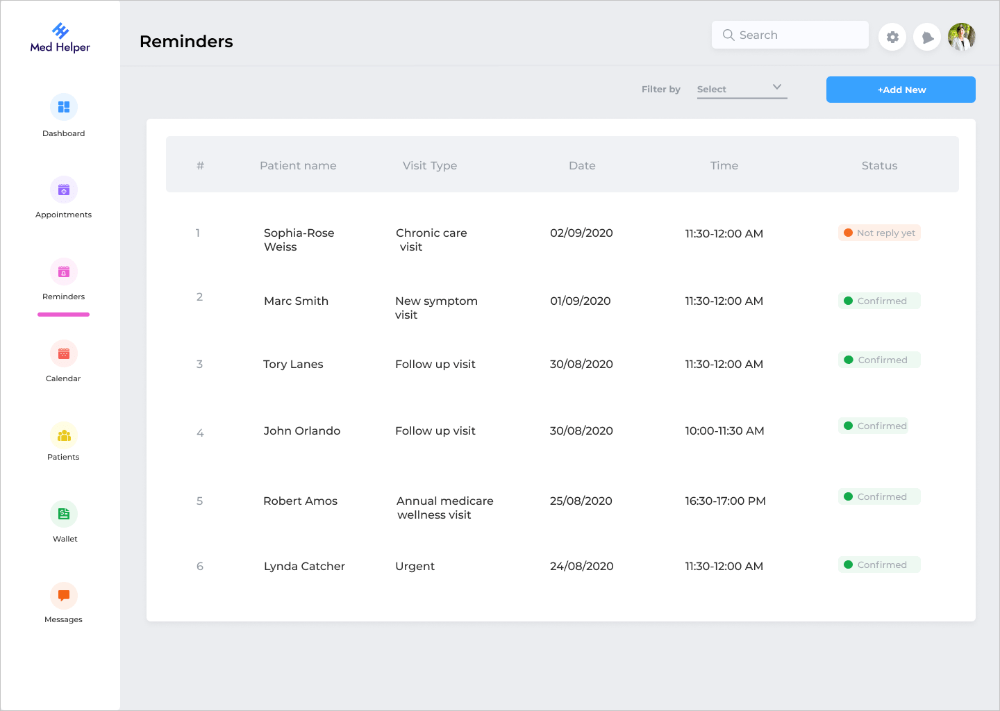 Med Helper
Reminders
Search
Filter by Select
+Add New
Dashboard
Appointments
Reminders
Calendar
Patients
Wallet
Messages
# Patient name Visit Type Date Time Status
1 Sophia-Rose Chronic care 02/09/2020 11:30-12:00 AM Not reply yet
Weiss visit
2 Marc Smith New symptom 01/09/2020 11:30-12:00 AM Confirmed
visit
3 Tory Lanes Follow up visit 30/08/2020 11:30-12:00 AM Confirmed
4 John Orlando Follow up visit 30/08/2020 10:00-11:30 AM Confirmed
5 Robert Amos Annual medicare 25/08/2020 16:30-17:00 PM Confirmed
wellness visit
6 Lynda Catcher Urgent 24/08/2020 11:30-12:00 AM Confirmed